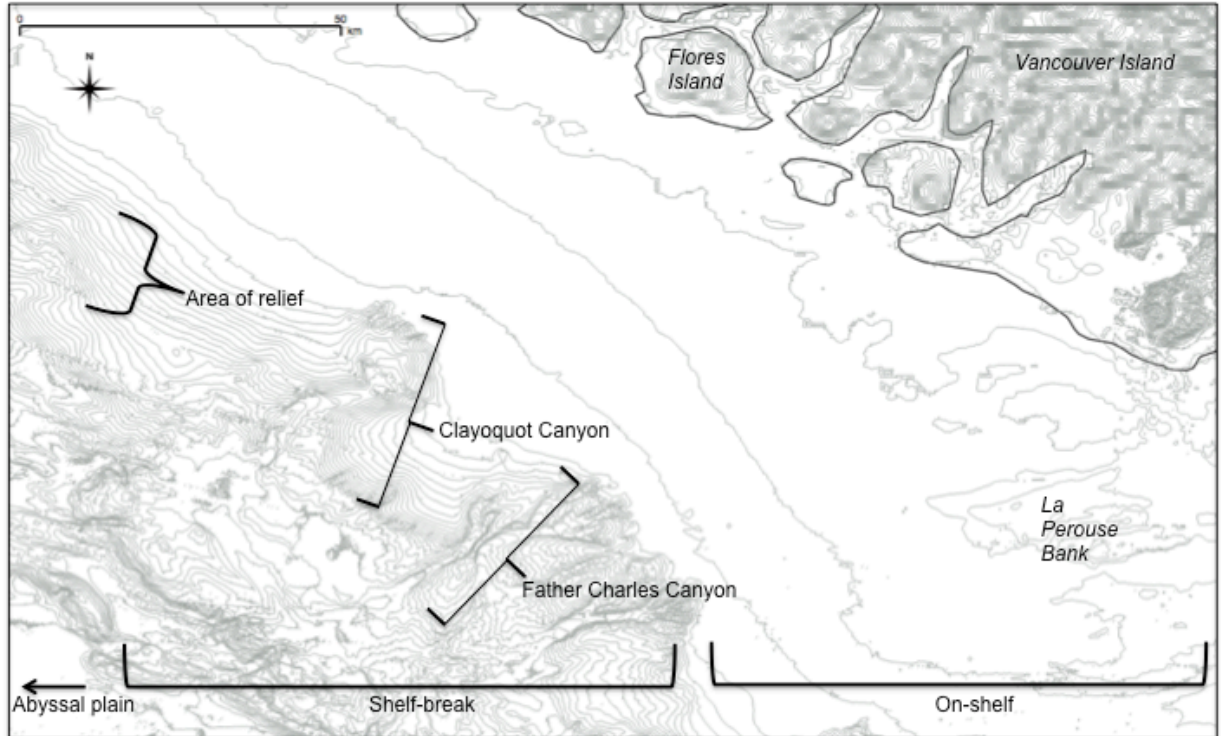 0 50
km
N
Flores
Island
Vancouver Island
Area of relief
Clayoquot Canyon
La
Perouse
Bank
Father Charles Canyon
Abyssal plain
Shelf-break
On-shelf